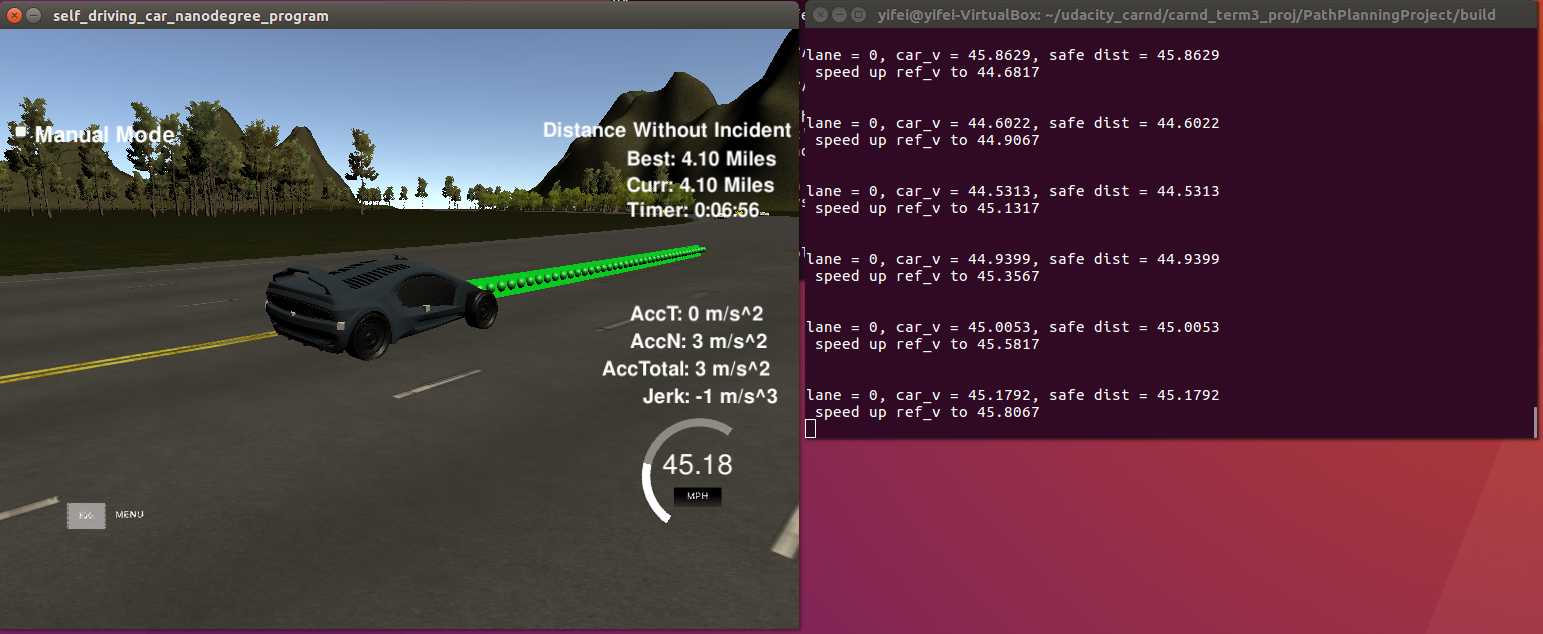 self_driving_car_nanodegree_program
Manual Mode
Distance Without Incident
Best: 4.10 Miles
Curr: 4.10 Miles
Timer: 0:06:56
AccT: 0 m/s^2
AccN: 3 m/s^2
AccTotal: 3 m/s^2
Jerk: -1 m/s^3
45.18
MPH
MENU
yifei@yifei-VirtualBox: ~/udacity_carnd/carnd_term3_proj/PathPlanningProject/build
lane = 0, car_v = 45.8629, safe dist = 45.8629
speed up ref_v to 44.6817
lane = 0, car_v = 44.6022, safe dist = 44.6022
speed up ref_v to 44.9067
lane = 0, car_v = 44.5313, safe dist = 44.5313
speed up ref_v to 45.1317
lane = 0, car_v = 44.9399, safe dist = 44.9399
speed up ref_v to 45.3567
lane = 0, car_v = 45.0053, safe dist = 45.0053
speed up ref_v to 45.5817
lane = 0, car_v = 45.1792, safe dist = 45.1792
speed up ref_v to 45.8067